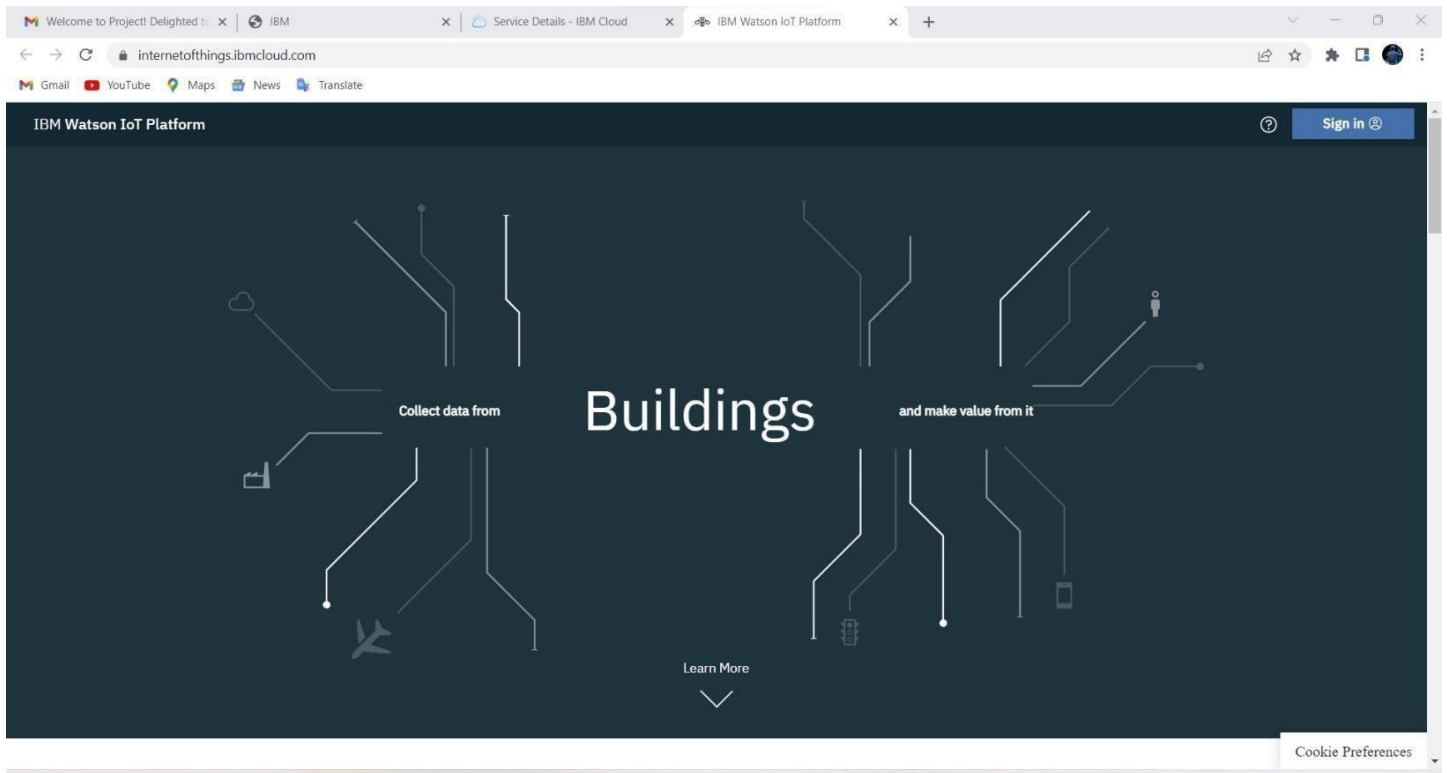 Welcome to Project! Delighted to
IBM
Service Details - IBM Cloud
IBM Watson IoT Platform
internetofthings.ibmcloud.com
Gmail YouTube Maps News Translate
IBM Watson IoT Platform
Sign in
Collect data from Buildings and make value from it
Learn More
Cookie Preferences